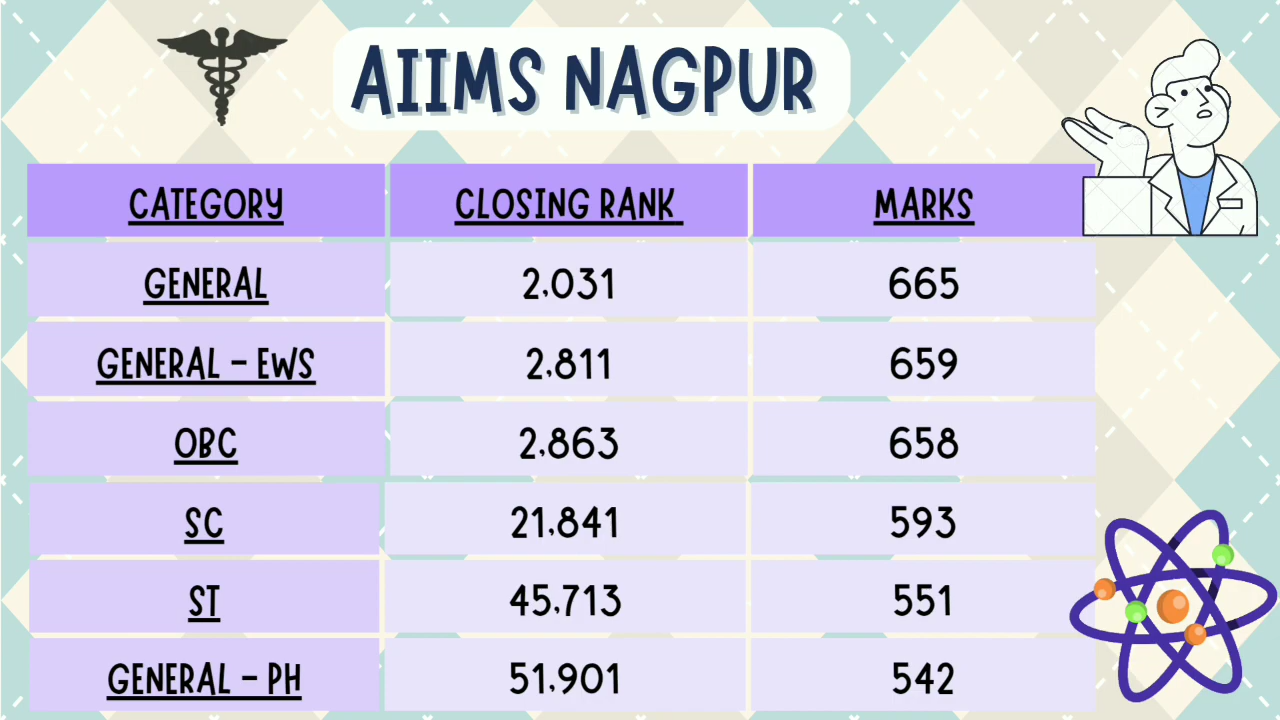 AIIMS NAGPUR
CATEGORY CLOSING RANK MARKS
GENERAL 2,031 665
GENERAL - EWS 2,811 659
OBC 2,863 658
SC 21,841 593
ST 45,713 551
GENERAL - PH 51,901 542